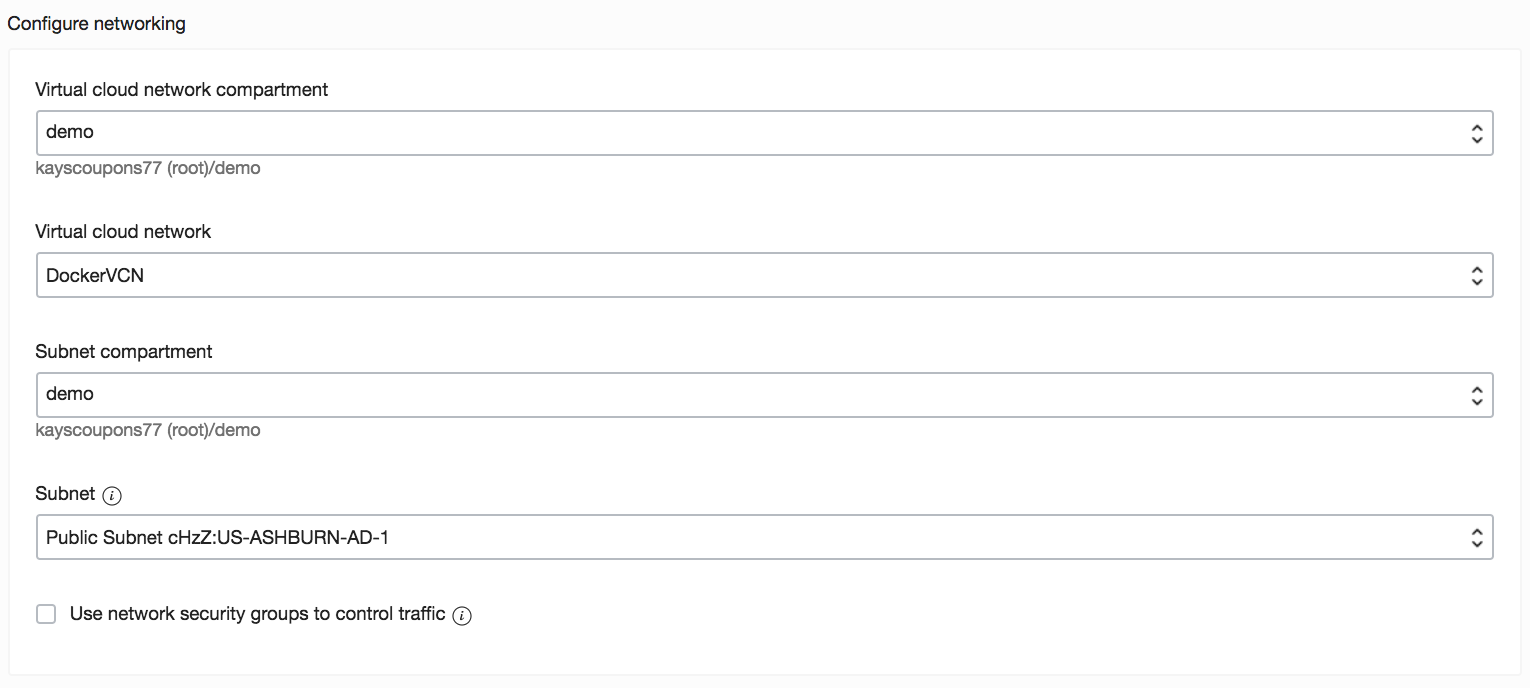 Configure networking
Virtual cloud network compartment
demo
kayscoupons77 (root)/demo
Virtual cloud network
DockerVCN
Subnet compartment
demo
kayscoupons77 (root)/demo
Subnet i
Public Subnet cHzZ:US-ASHBURN-AD-1
Use network security groups to control traffic i